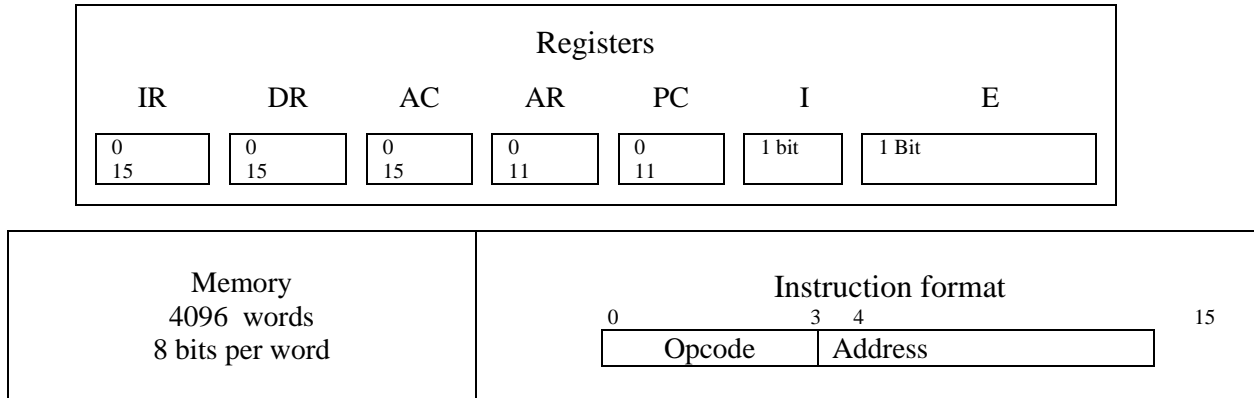 Registers
IR DR AC AR PC I E
0 0 0 0 0 1 bit 1 Bit
15 15 15 11 11
Memory
4096 words
8 bits per word
Instruction format
0 3 4 15
Opcode Address